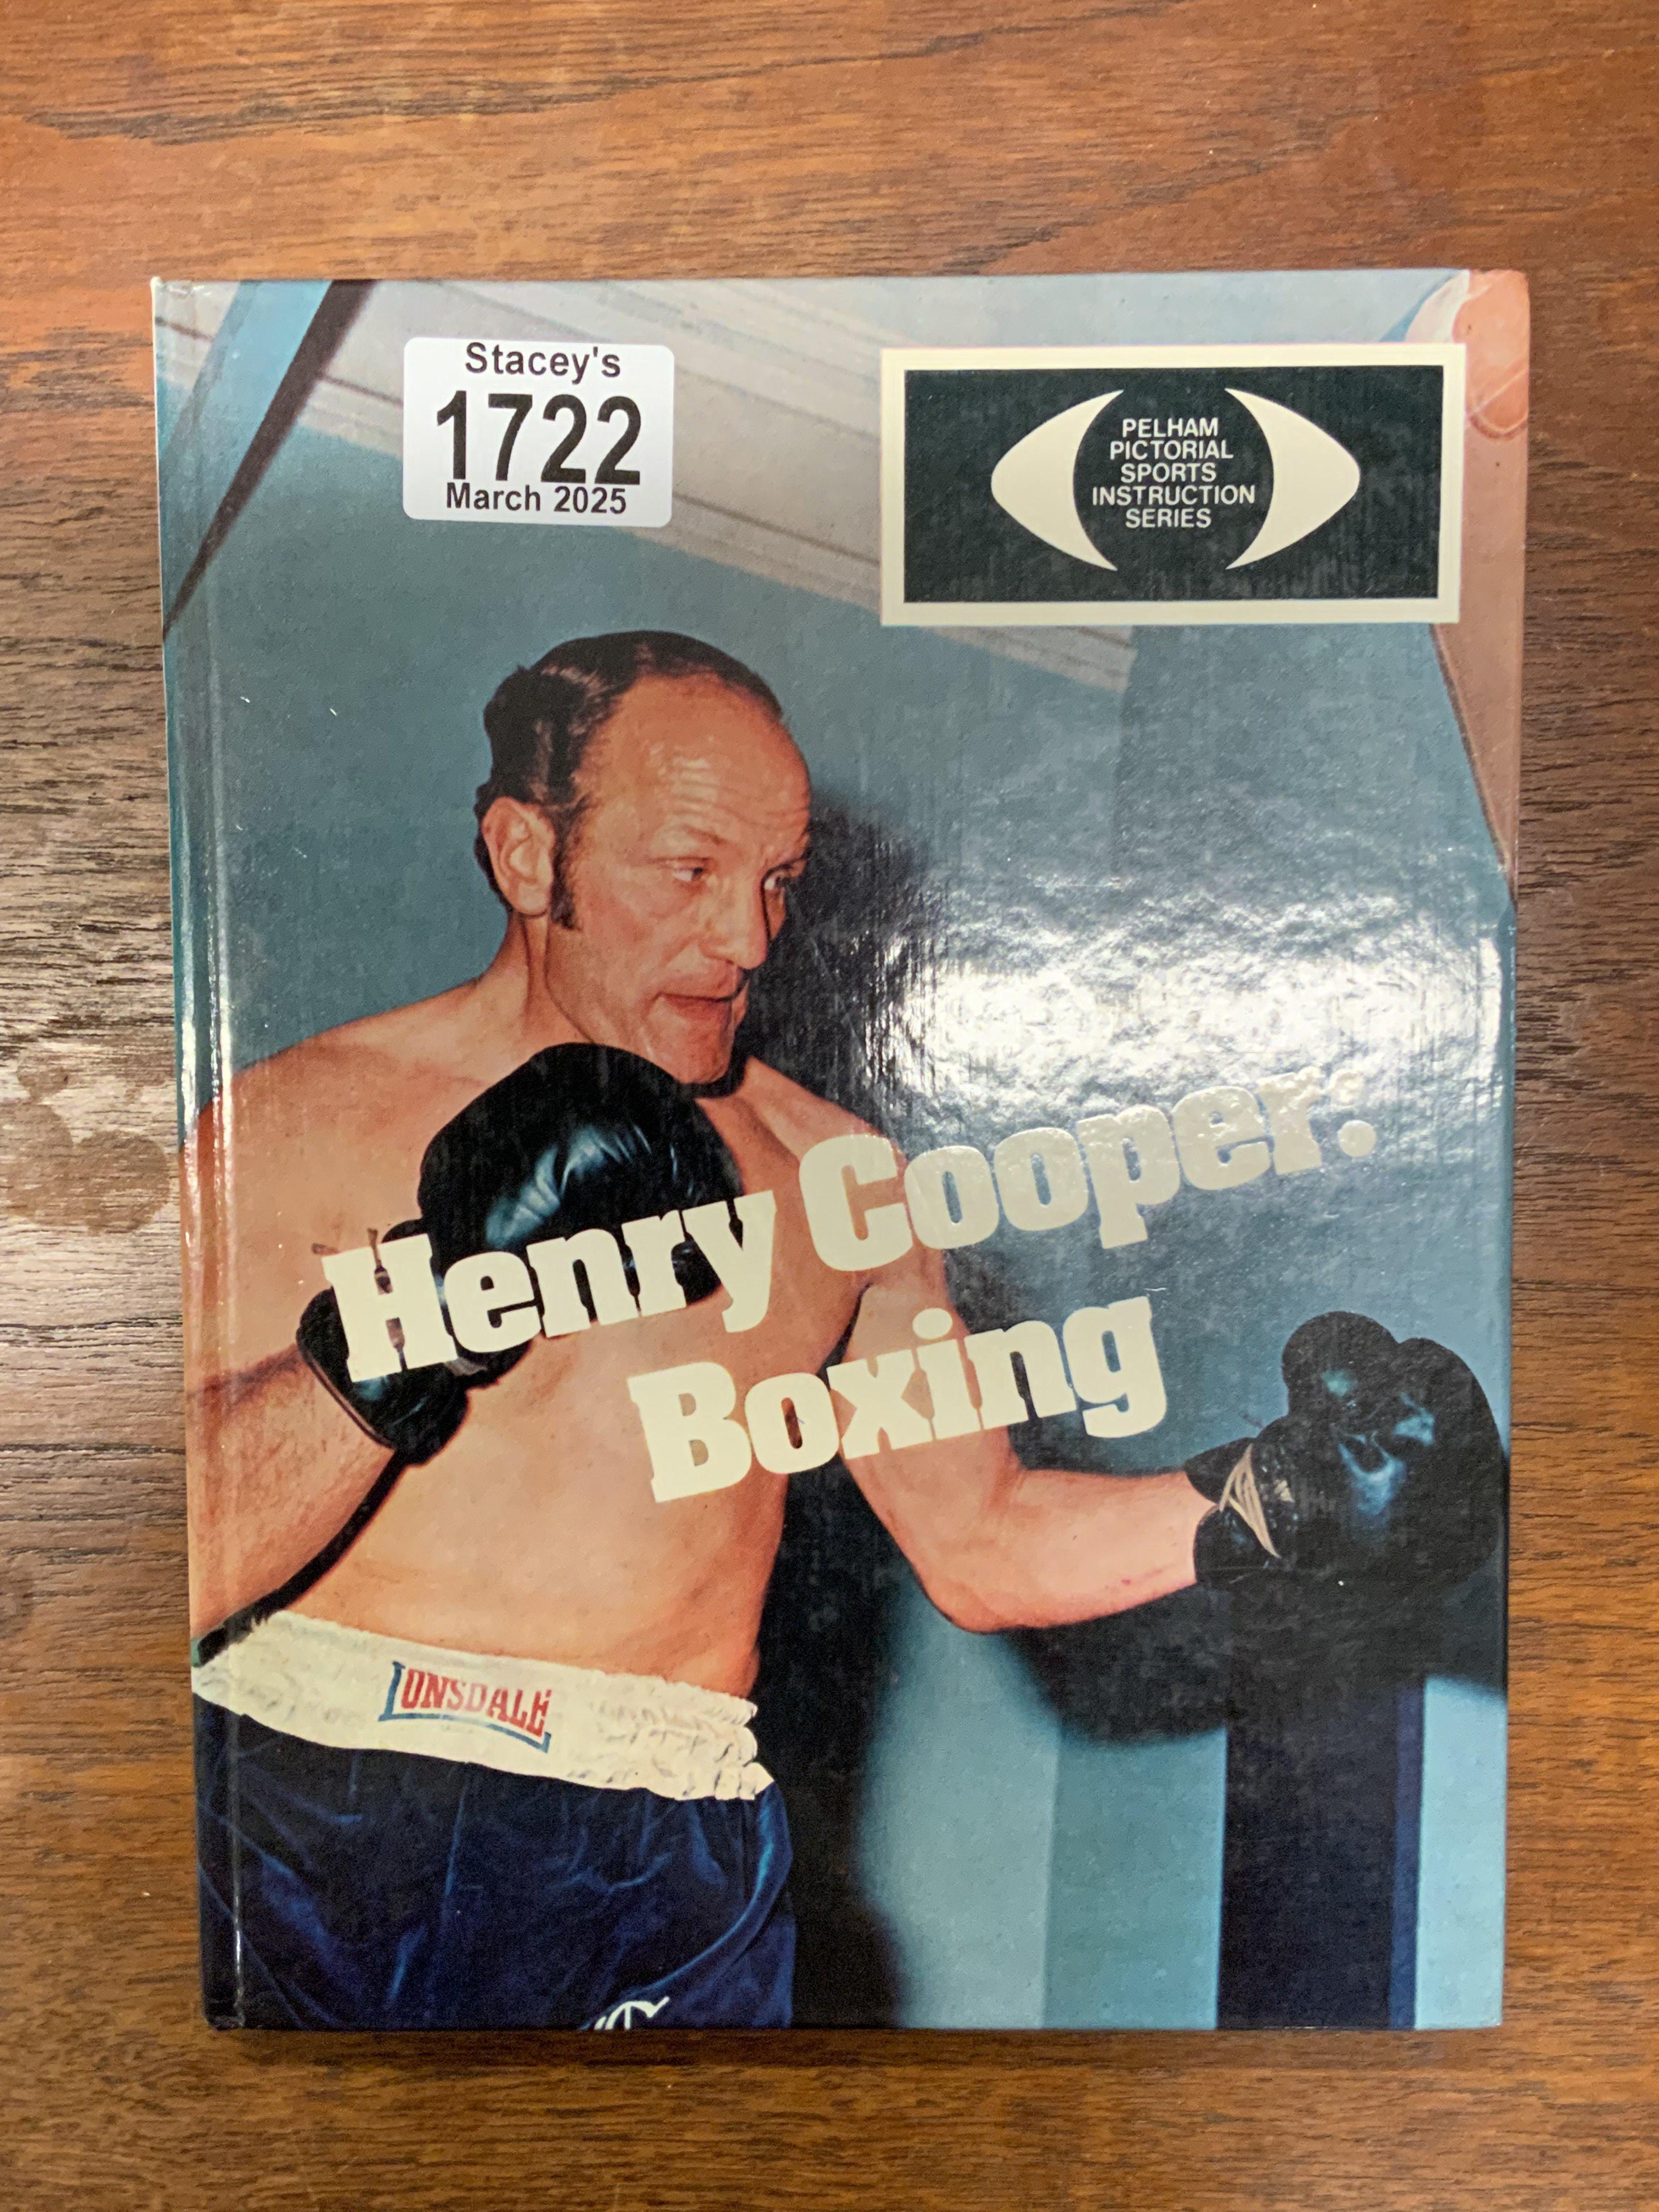 Stacey's
1722
March 2025
PELHAM
PICTORIAL
SPORTS
INSTRUCTION
SERIES
Henry Cooper:
Boxing
LONSDALE
C